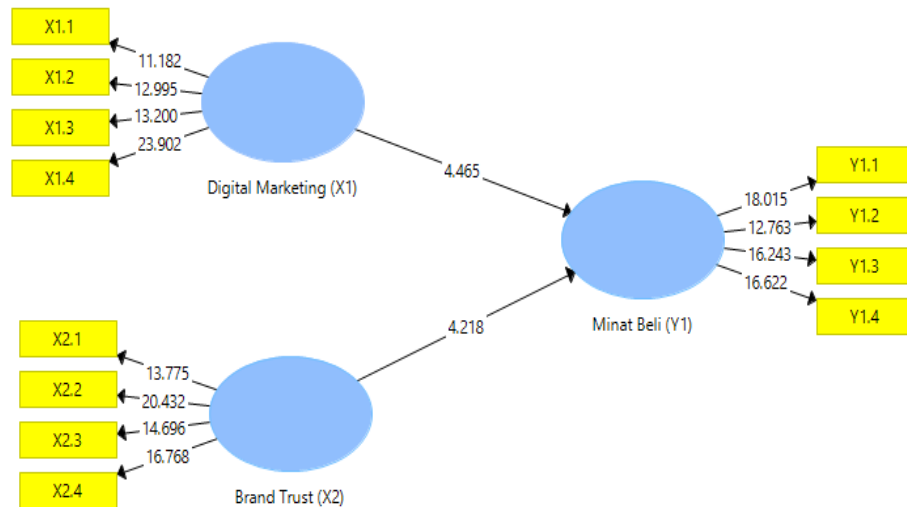 X1.1
11.182
X1.2
12.995
X1.3
13.200
X1.4
23.902
Digital Marketing (X1)
4.465
Y1.1
18.015
Y1.2
12.763
Y1.3
16.243
Y1.4
16.622
Minat Beli (Y1)
4.218
X2.1
13.775
X2.2
20.432
X2.3
14.696
X2.4
16.768
Brand Trust (X2)